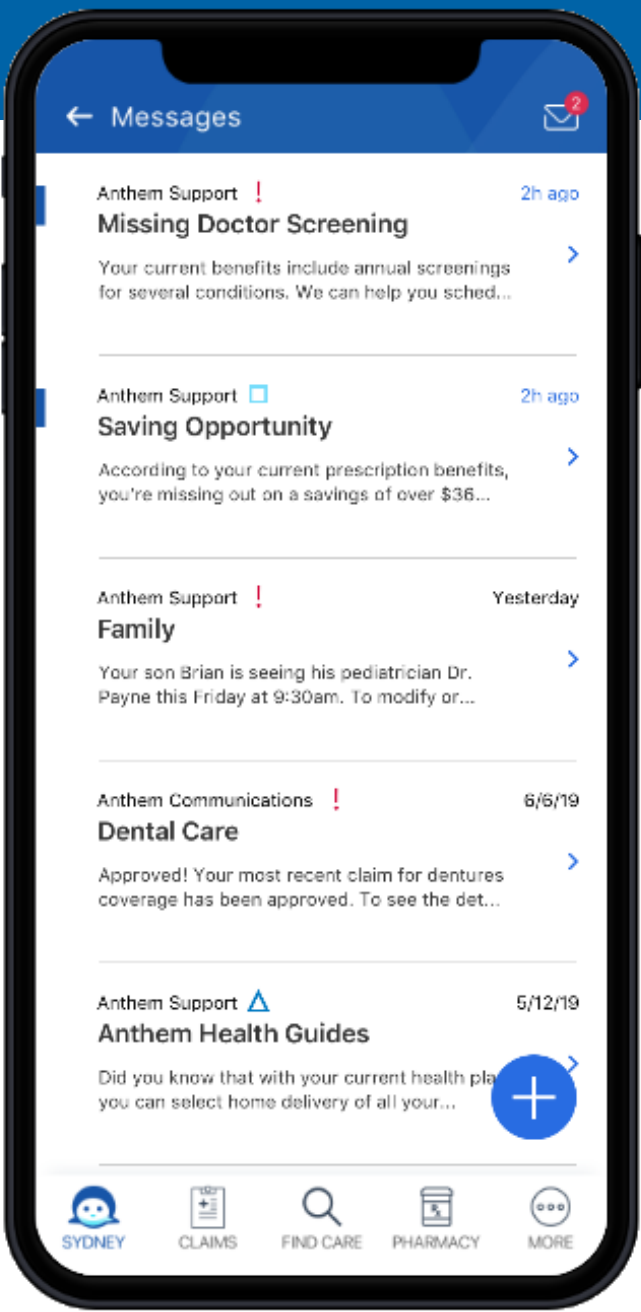 Messages
2
Anthem Support !
2h ago
Missing Doctor Screening
Your current benefits include annual screenings
for several conditions. We can help you sched...
Anthem Support
2h ago
Saving Opportunity
According to your current prescription benefits,
you're missing out on a savings of over $36...
Anthem Support !
Yesterday
Family
Your son Brian is seeing his pediatrician Dr.
Payne this Friday at 9:30am. To modify or...
Anthem Communications !
6/6/19
Dental Care
Approved! Your most recent claim for dentures
coverage has been approved. To see the det...
Anthem Support
5/12/19
Anthem Health Guides
Did you know that with your current health pla
you can select home delivery of all your...
SYDNEY
CLAIMS
FIND CARE
PHARMACY
MORE